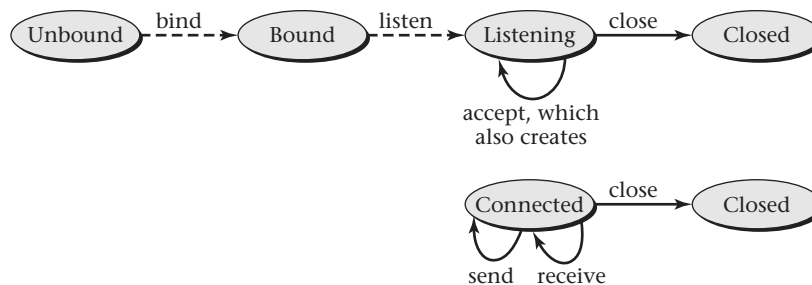 Unbound bind Bound listen Listening close Closed
accept, which
also creates
Connected close Closed
send receive